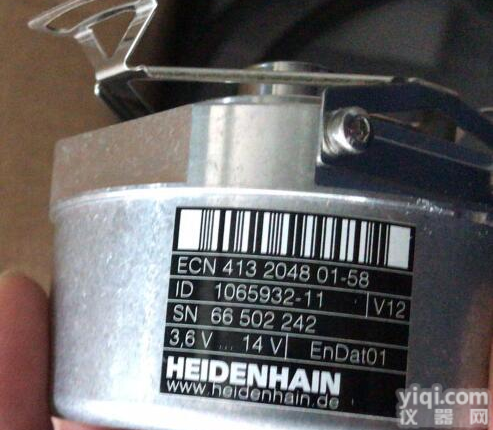 ECN 413 2048 01-58
ID 1065932-11 V12
SN 66 502 242
3,6 V ... 14 V EnDat01
HEIDENHAIN
www.heidenhain.de
yiqi.com
仪器网